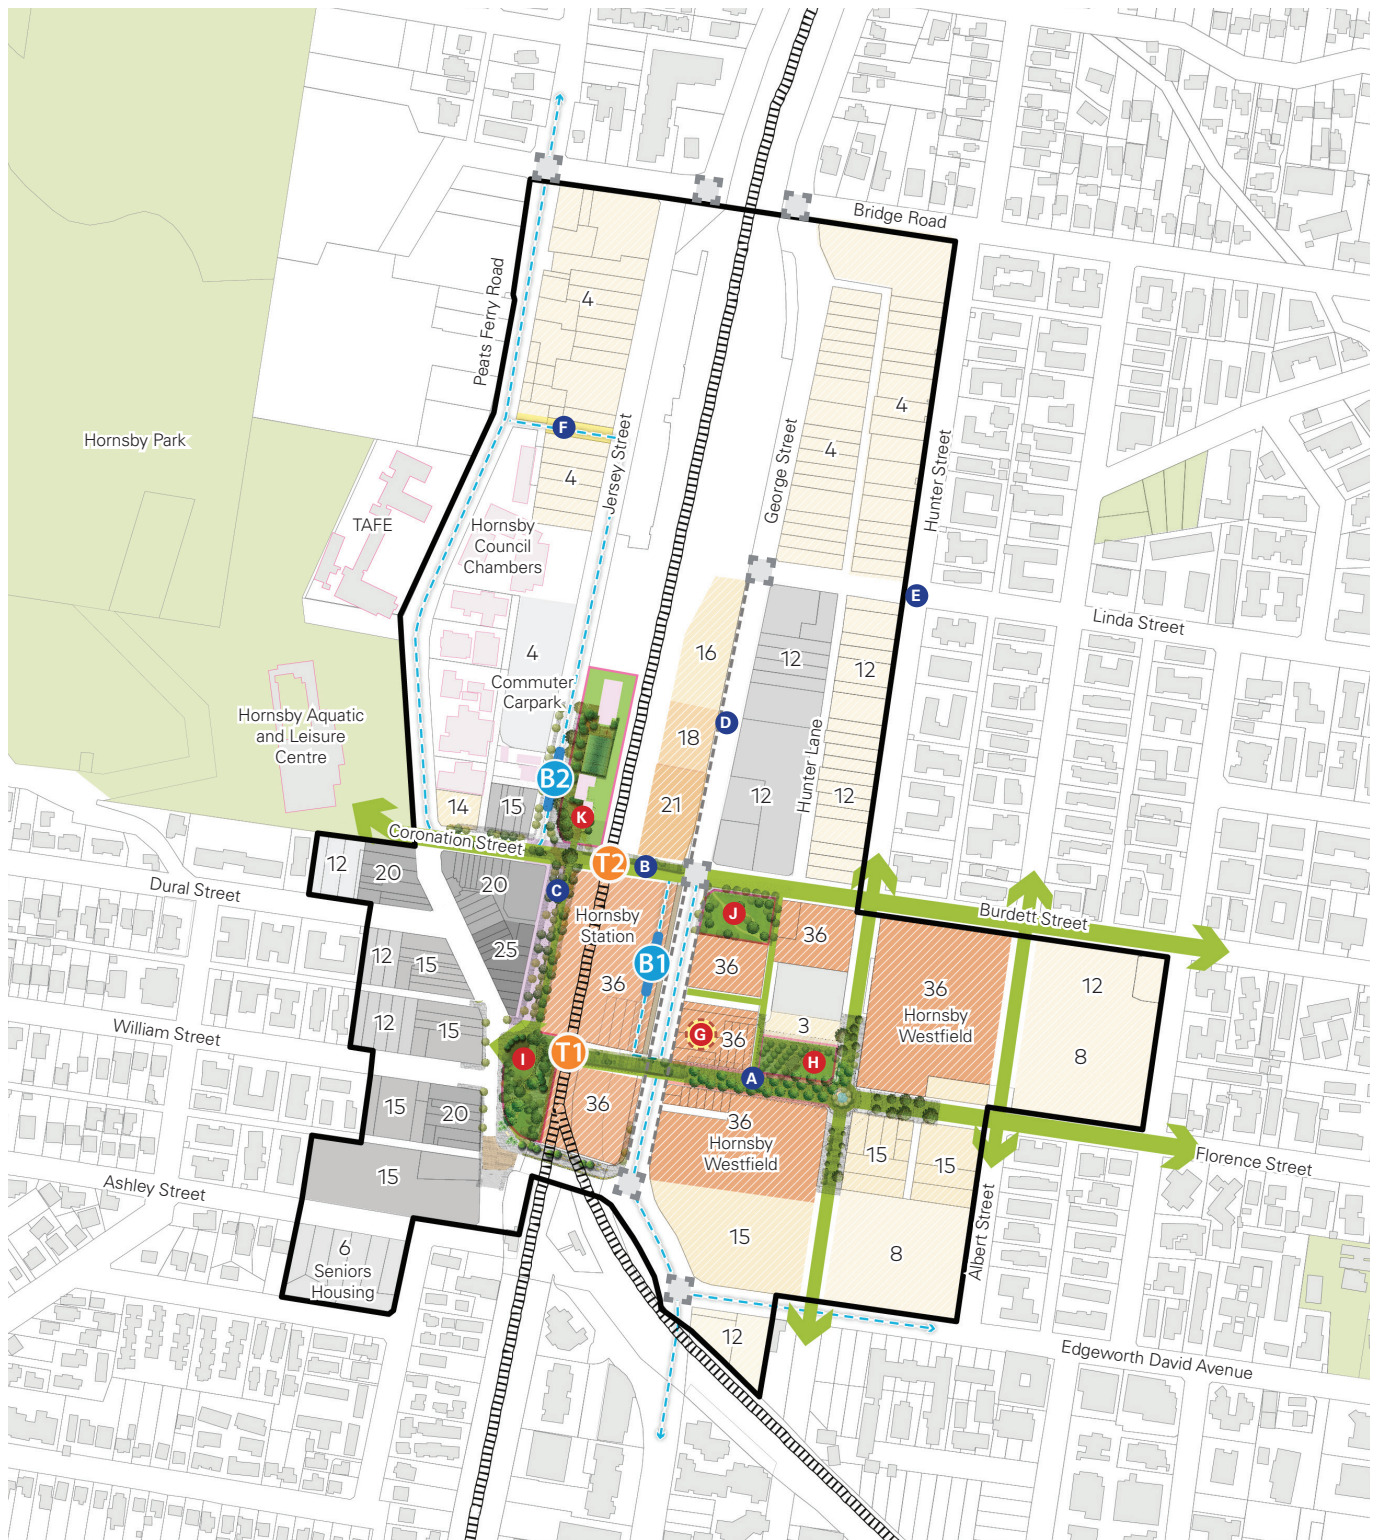 Bridge Road
Peats Ferry Road
4
Hornsby Park
F
4
4
4
Jersey Street
George Street
Hunter Street
TAFE
Hornsby
Council
Chambers
E
Linda Street
4
Commuter
Carpark
16
12
12
Hornsby Aquatic
and Leisure
Centre
D
18
Hunter Lane
B2
21
12
12
14
15
K
Coronation Street
T2
B
12
20
20
C
Dural Street
Hornsby
Station
J
36
Burdett Street
12
15
25
B1
36
36
36
Hornsby
Westfield
12
William Street
12
15
G
36
3
8
I
T1
H
A
15
20
36
36
Hornsby
Westfield
15
15
Florence Street
15
Ashley Street
Albert Street
6
Seniors
Housing
15
8
12
Edgeworth David Avenue